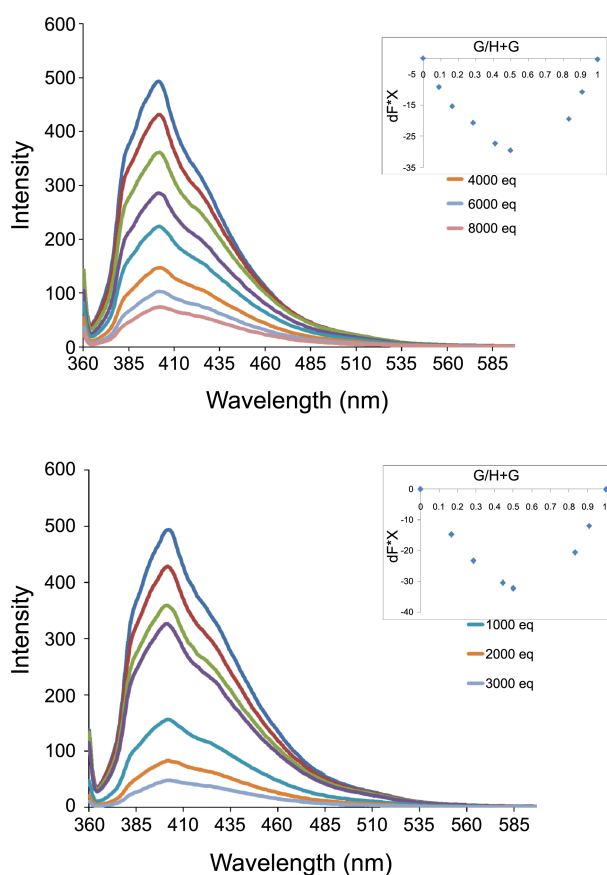 600
500
400
300
200
100
0
Intensity
360 385 410 435 460 485 510 535 560 585
Wavelength (nm)
G/H+G
0 0.1 0.2 0.3 0.4 0.5 0.6 0.7 0.8 0.9 1
-5
-15
-25
-35
dF*X
4000 eq
6000 eq
8000 eq
600
500
400
300
200
100
0
Intensity
360 385 410 435 460 485 510 535 560 585
Wavelength (nm)
G/H+G
0
0 0.1 0.2 0.3 0.4 0.5 0.6 0.7 0.8 0.9 1
-10
-20
-30
-40
dF*X
1000 eq
2000 eq
3000 eq